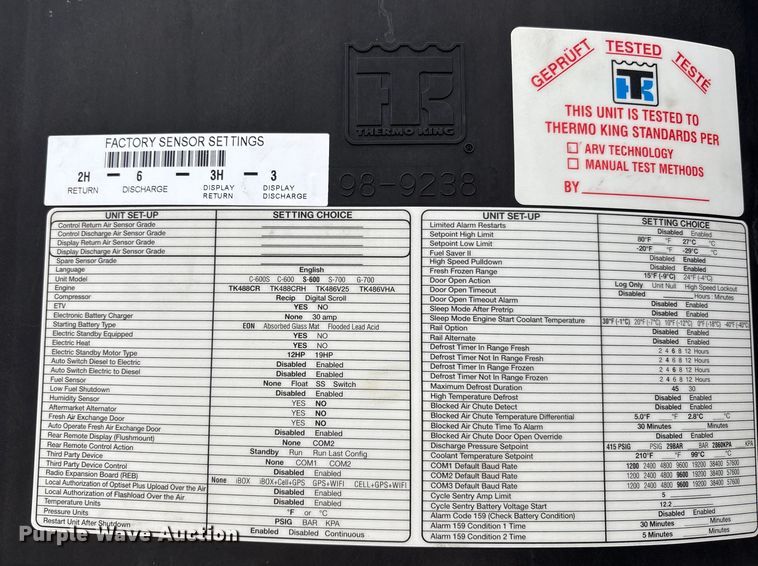 THERMO KING
®
98-9238
GEPRÜFT TESTED TESTÉ
THIS UNIT IS TESTED TO
THERMO KING STANDARDS PER
ARV TECHNOLOGY
MANUAL TEST METHODS
BY
FACTORY SENSOR SETTINGS
2H – 6 – 3H – 3
RETURN DISCHARGE DISPLAY RETURN DISPLAY DISCHARGE
UNIT SET-UP SETTING CHOICE
Control Return Air Sensor Grade
Control Discharge Air Sensor Grade
Display Return Air Sensor Grade
Display Discharge Air Sensor Grade
Spare Sensor Grade
Language English
Unit Model C-600S C-600 S-600 S-700 G-700
Engine TK488CR TK488CRH TK486V25 TK486VHA
Compressor Recip Digital Scroll
ETV YES NO
Electronic Battery Charger None 30 amp
Starting Battery Type EON Absorbed Glass Mat Flooded Lead Acid
Electric Standby Equipped YES NO
Electric Heat YES NO
Electric Standby Motor Type 12HP 19HP
Auto Switch Diesel to Electric Disabled Enabled
Auto Switch Electric to Diesel Disabled Enabled
Fuel Sensor None Float SS Switch
Low Fuel Shutdown Disabled Enabled
Humidity Sensor YES NO
Aftermarket Alternator YES NO
Fresh Air Exchange Door YES NO
Auto Operate Fresh Air Exchange Door Disabled Enabled
Rear Remote Display (Flushmount) None COM2
Rear Remote Control Action Standby Run Run Last Config
Third Party Device None COM1 COM2
Third Party Device Control Disabled Enabled
Radio Expansion Board (REB) None iBOX iBOX+Cell+GPS GPS+WIFI CELL+GPS+WIFI
Local Authorization of Optiset Plus Upload Over the Air Disabled Enabled
Local Authorization of Flashload Over the Air Disabled Enabled
Temperature Units °F or °C
Pressure Units PSIG BAR KPA
Restart Unit After Shutdown Enabled Disabled Continuous
UNIT SET-UP SETTING CHOICE
Limited Alarm Restarts Disabled Enabled
Setpoint High Limit 80°F °F 27°C °C
Setpoint Low Limit -20°F °F -29°C °C
Fuel Saver II Disabled Enabled
High Speed Pulldown Disabled Enabled
Fresh Frozen Range 15°F (-9°C) 24°F (-4°C)
Door Open Action Log Only Unit Null High Speed Lockout
Door Open Timeout Disabled Hours : Minutes
Door Open Timeout Alarm Disabled Enabled
Sleep Mode After Pretrip Disabled Enabled
Sleep Mode Engine Start Coolant Temperature 30°F (-1°C) 20°F (-7°C) 10°F (-12°C) 0°F (-18°C) -40°F (-40°C)
Rail Option Disabled Enabled
Rail Alternate Disabled Enabled
Defrost Timer In Range Fresh 2 4 6 8 12 Hours
Defrost Timer Not In Range Fresh 2 4 6 8 12 Hours
Defrost Timer In Range Frozen 2 4 6 8 12 Hours
Defrost Timer Not In Range Frozen 2 4 6 8 12 Hours
Maximum Defrost Duration 45 30
High Temperature Defrost Disabled Enabled
Blocked Air Chute Detect Disabled Enabled
Blocked Air Chute Temperature Differential 5.0°F °F 2.8°C °C
Blocked Air Chute Time To Alarm 30 Minutes Minutes
Blocked Air Chute Door Open Override Disabled Enabled
Discharge Pressure Setpoint 415 PSIG PSIG 29BAR BAR 2860KPA KPA
Coolant Temperature Setpoint 210°F °F 99°C °C
COM1 Default Baud Rate 1200 2400 4800 9600 19200 38400 57600
COM2 Default Baud Rate 1200 2400 4800 9600 19200 38400 57600
COM3 Default Baud Rate 1200 2400 4800 9600 19200 38400 57600
Cycle Sentry Amp Limit 5
Cycle Sentry Battery Voltage Start 12.2
Alarm Code 159 (Check Battery Condition) Disabled Enabled
Alarm 159 Condition 1 Time 30 Minutes Minutes
Alarm 159 Condition 2 Time 5 Minutes Minutes
Purple Wave Auction